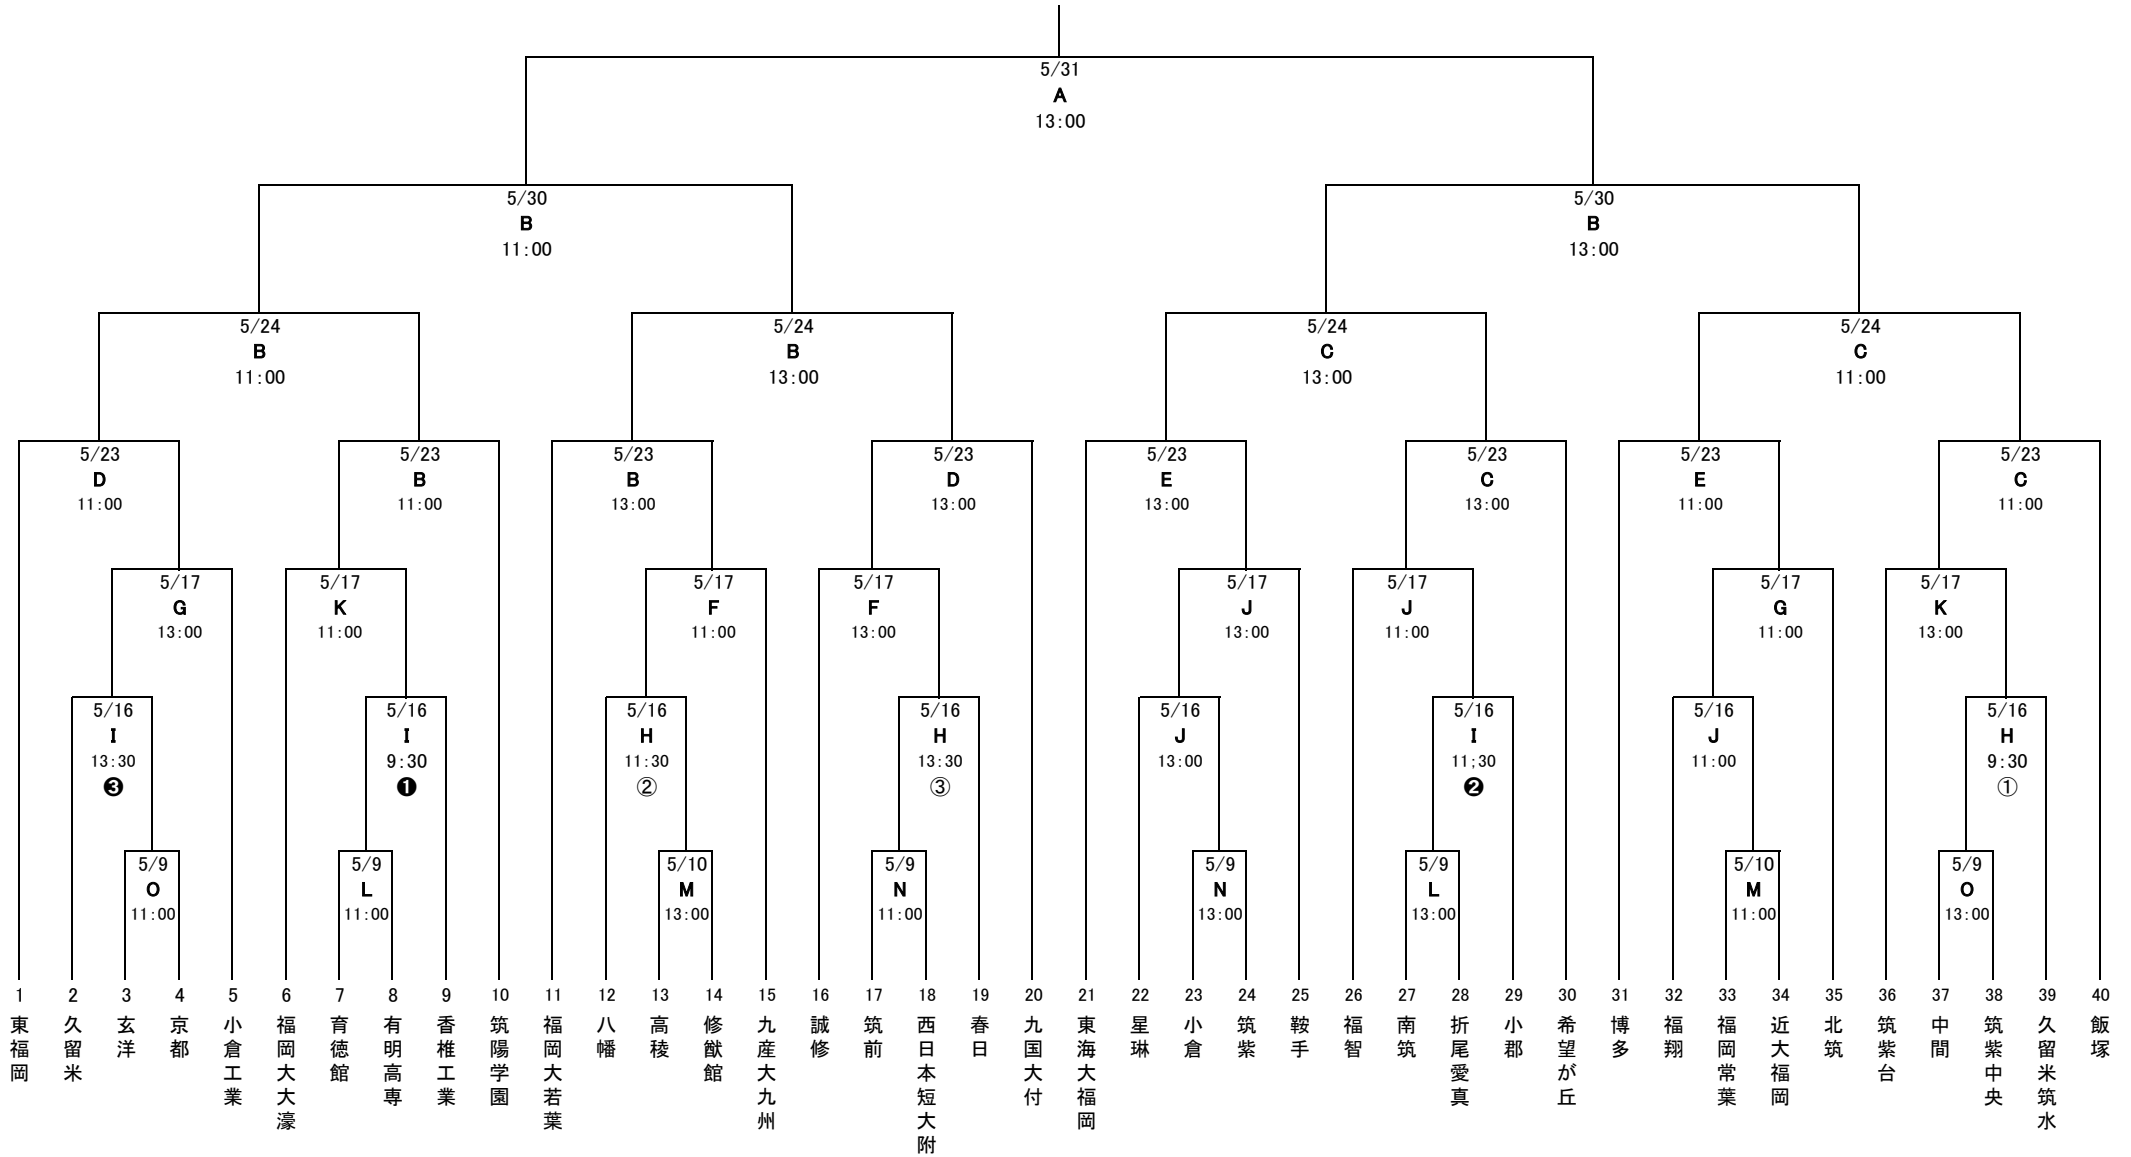 5/31
A
13:00
5/30 5/30
B B
11:00 13:00
5/24 5/24 5/24 5/24
B B C C
11:00 13:00 13:00 11:00
5/23 5/23 5/23 5/23 5/23 5/23 5/23 5/23
D B B D E C E C
11:00 11:00 13:00 13:00 13:00 13:00 11:00 11:00
5/17 5/17 5/17 5/17 5/17 5/17 5/17 5/17
G K F F J J G K
13:00 11:00 11:00 13:00 13:00 11:00 11:00 13:00
5/16 5/16 5/16 5/16 5/16 5/16 5/16 5/16
I I H H J I J H
13:30 9:30 11:30 13:30 13:00 11;30 11:00 9:30
❸ ❶ ② ③ ❷ ①
5/9 5/9 5/10 5/9 5/9 5/9 5/10 5/9
O L M N N L M O
11:00 11:00 13:00 11:00 13:00 13:00 11:00 13:00
1 2 3 4 5 6 7 8 9 10 11 12 13 14 15 16 17 18 19 20 21 22 23 24 25 26 27 28 29 30 31 32 33 34 35 36 37 38 39 40
東福岡
久留米
玄洋
京都
小倉工業
福岡大大濠
育徳館
有明高専
香椎工業
筑陽学園
福岡大若葉
八幡
高稜
修猷館
九産大九州
誠修
筑前
西日本短大附
春日
九国大付
東海大福岡
星琳
小倉
筑紫
鞍手
福智
南筑
折尾愛真
小郡
希望が丘
博多
福翔
福岡常葉
近大福岡
北筑
筑紫台
中間
筑紫中央
久留米筑水
飯塚